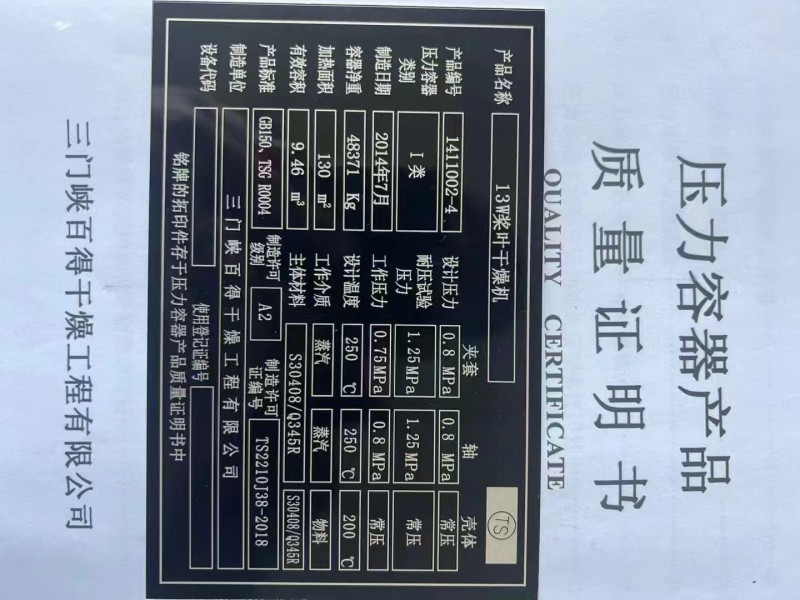 压力容器产品
质量证明书
QUALITY CERTIFICATE
产品名称 13W桨叶干燥机 TS
产品编号 1411002-4 夹套 轴 壳体
设计压力 0.8 MPa 0.8 MPa 常压
压力容器类别 I 类 耐压试验压力 1.25MPa 1.25MPa 常压
制造日期 2014年7月 工作压力 0.75MPa 0.8 MPa 常压
容器净重 48371 Kg 设计温度 250 ℃ 250 ℃ 200 ℃
加热面积 130 m² 工作介质 蒸汽 蒸汽 物料
有效容积 9.46 m³ 主体材料 S30408/Q345R S30408/Q345R
产品标准 GB150、TSG R0004 制造许可级别 A2 制造许可证编号 TS2210J38-2018
制造单位 三门峡百得干燥工程有限公司
设备代码 使用登记证编号
铭牌的拓印件存于压力容器产品质量证明书中
三门峡百得干燥工程有限公司